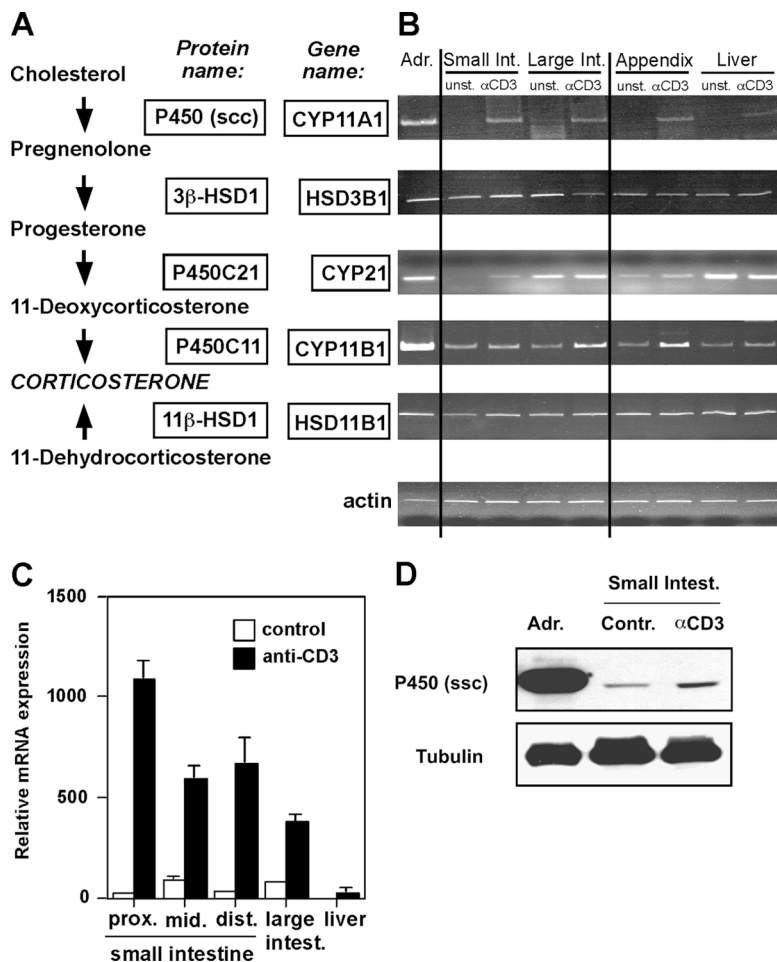 A
Protein name:
Gene name:
Cholesterol
P450 (scc)
CYP11A1
Pregnenolone
3β-HSD1
HSD3B1
Progesterone
P450C21
CYP21
11-Deoxycorticosterone
P450C11
CYP11B1
CORTICOSTERONE
11β-HSD1
HSD11B1
11-Dehydrocorticosterone
B
Adr.
Small Int.
Large Int.
Appendix
Liver
unst. αCD3
unst. αCD3
unst. αCD3
unst. αCD3
actin
C
Relative mRNA expression
1500
1000
500
0
control
anti-CD3
prox.
mid.
dist.
large intest.
liver
small intestine
D
Small Intest.
Adr.
Contr.
αCD3
P450 (ssc)
Tubulin